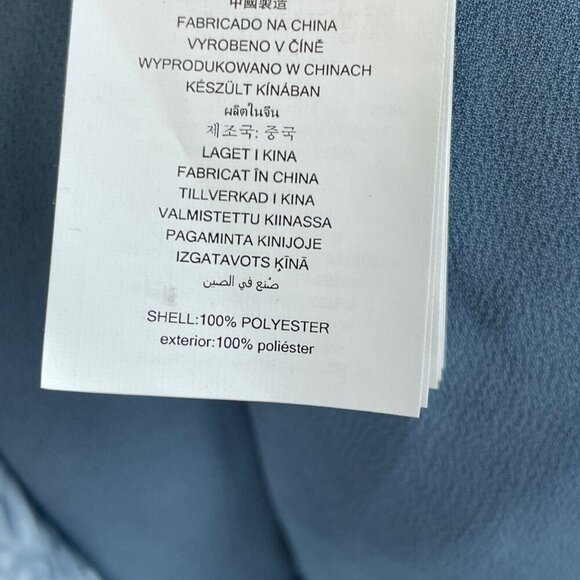 中國製造
FABRICADO NA CHINA
VYROBENO V ČÍNĚ
WYPRODUKOWANO W CHINACH
KÉSZÜLT KÍNÁBAN
ผลิตในจีน
제조국: 중국
LAGET I KINA
FABRICAT ÎN CHINA
TILLVERKAD I KINA
VALMISTETTU KIINASSA
PAGAMINTA KINIJOJE
IZGATAVOTS ĶĪNĀ
صُنع في الصين
SHELL:100% POLYESTER
exterior:100% poliéster